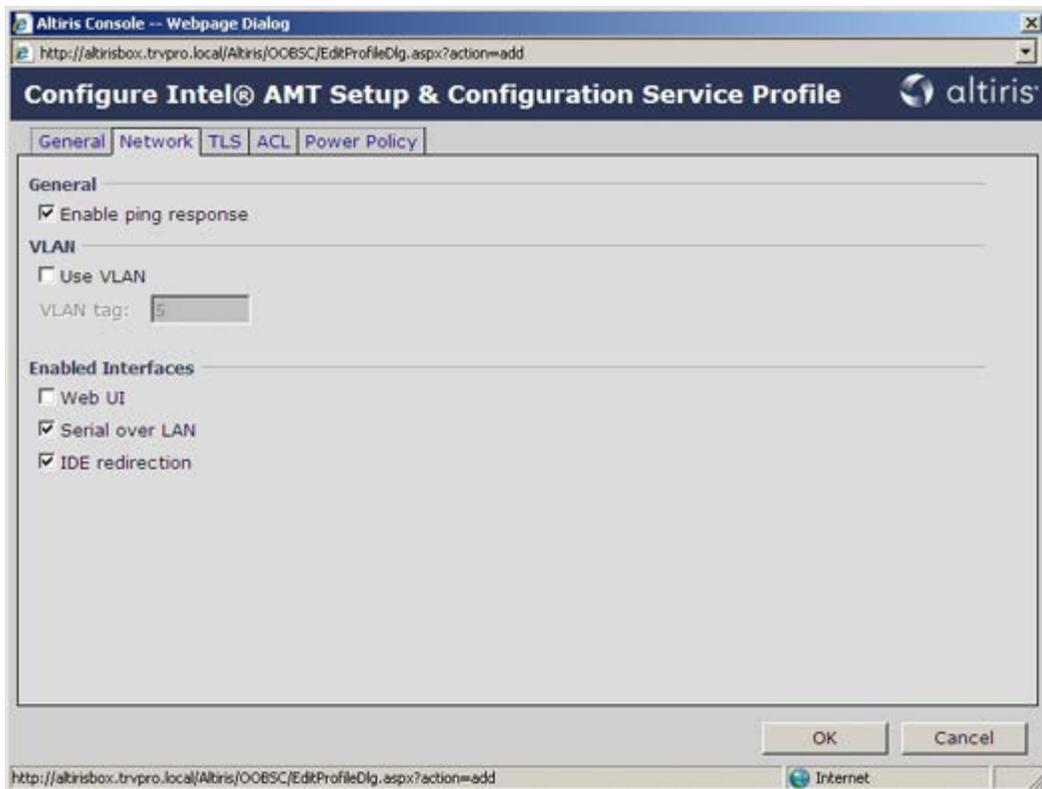 Altiris Console -- Webpage Dialog
http://altirisbox.trvpro.local/Altiris/OOBSC/EditProfileDlg.aspx?action=add
Configure Intel® AMT Setup & Configuration Service Profile
altiris
General Network TLS ACL Power Policy
General
Enable ping response
VLAN
Use VLAN
VLAN tag: 5
Enabled Interfaces
Web UI
Serial over LAN
IDE redirection
OK Cancel
http://altirisbox.trvpro.local/Altiris/OOBSC/EditProfileDlg.aspx?action=add Internet